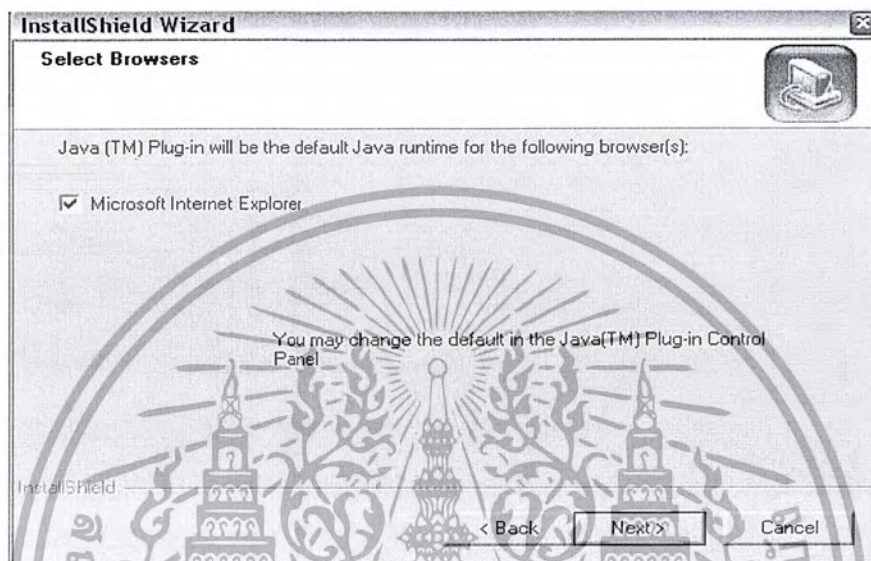 InstallShield Wizard
Select Browsers
Java (TM) Plug-in will be the default Java runtime for the following browser(s):
Microsoft Internet Explorer
You may change the default in the Java(TM) Plug-in Control
Panel
InstallShield
< Back
Next >
Cancel